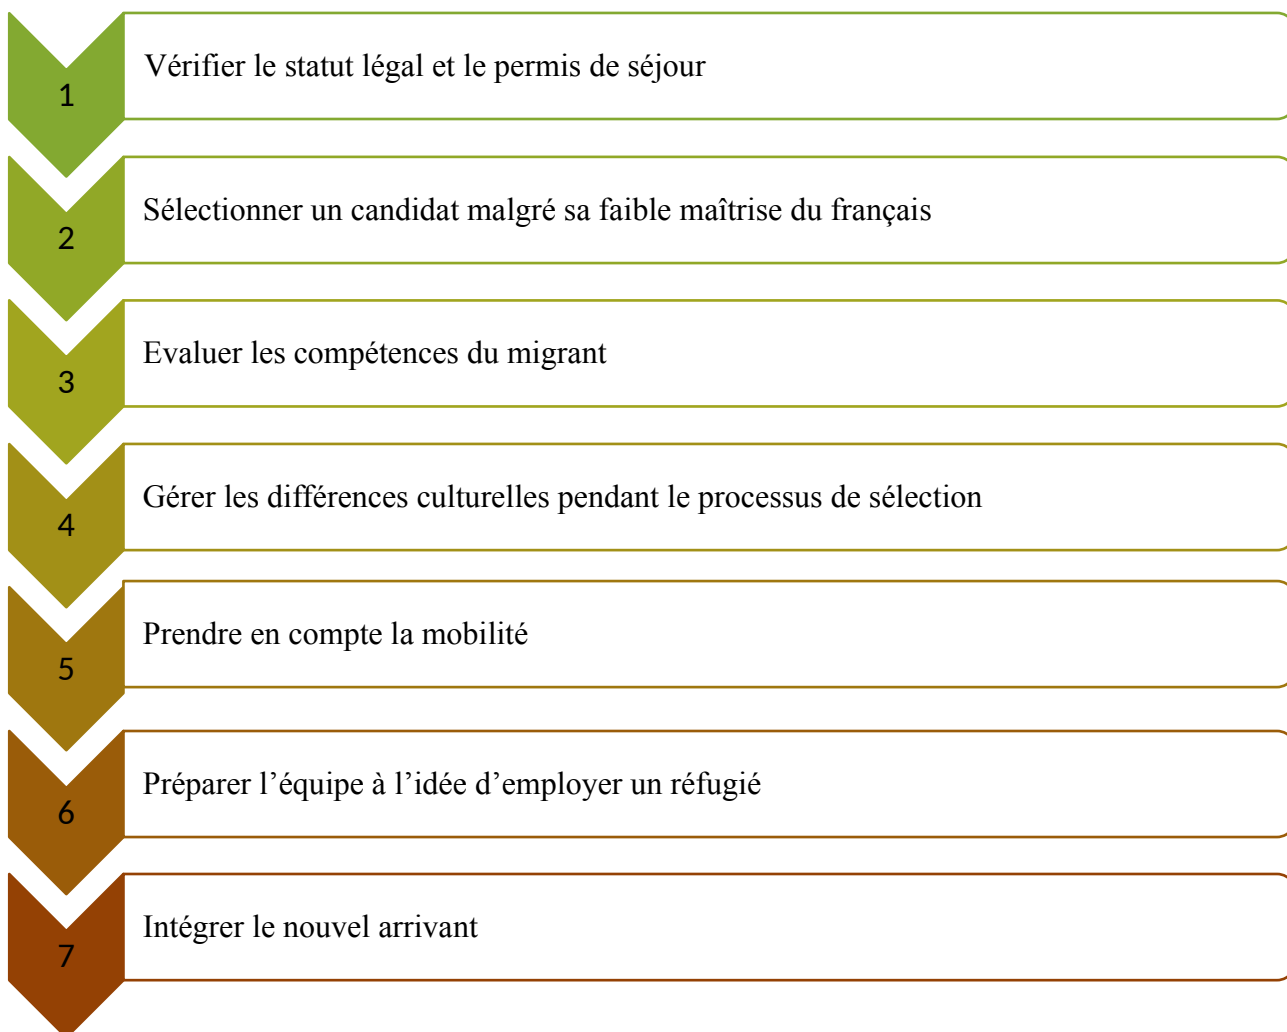 1
Vérifier le statut légal et le permis de séjour
2
Sélectionner un candidat malgré sa faible maîtrise du français
3
Evaluer les compétences du migrant
4
Gérer les différences culturelles pendant le processus de sélection
5
Prendre en compte la mobilité
6
Préparer l’équipe à l’idée d’employer un réfugié
7
Intégrer le nouvel arrivant